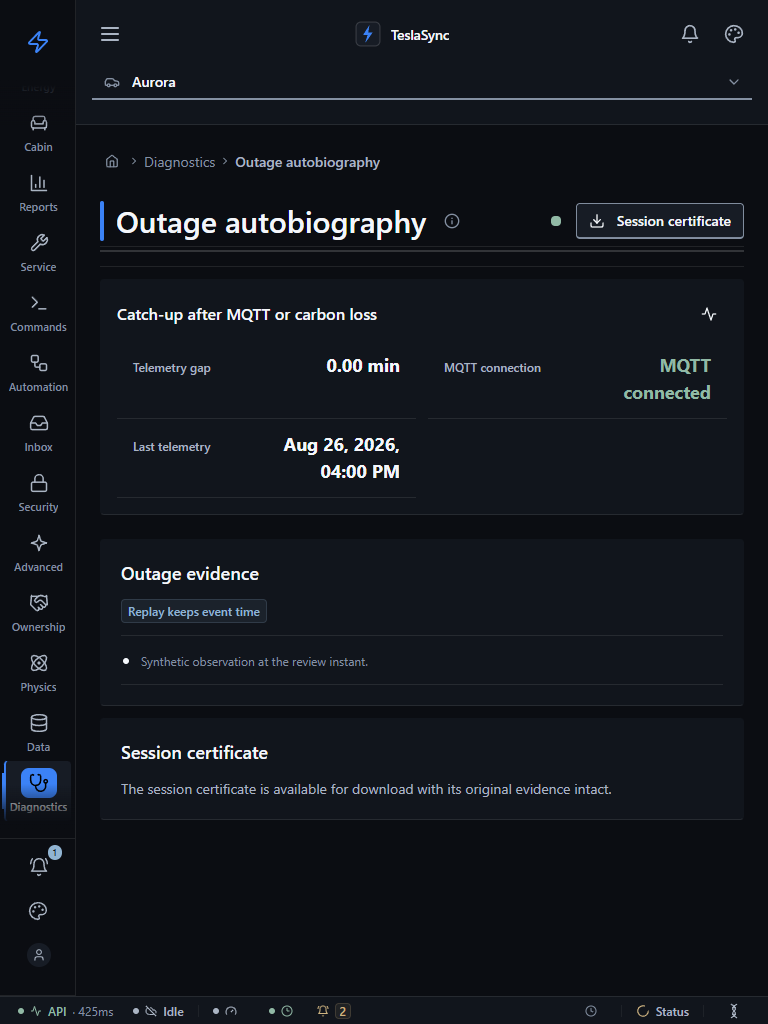 TeslaSync
Aurora
Energy
Cabin
Reports
Service
Commands
Automation
Inbox
Security
Advanced
Ownership
Physics
Data
Diagnostics
1
Diagnostics
Outage autobiography
Outage autobiography
Session certificate
Catch-up after MQTT or carbon loss
Telemetry gap
0.00 min
MQTT connection
MQTT
connected
Last telemetry
Aug 26, 2026,
04:00 PM
Outage evidence
Replay keeps event time
Synthetic observation at the review instant.
Session certificate
The session certificate is available for download with its original evidence intact.
API · 425ms
Idle
2
Status